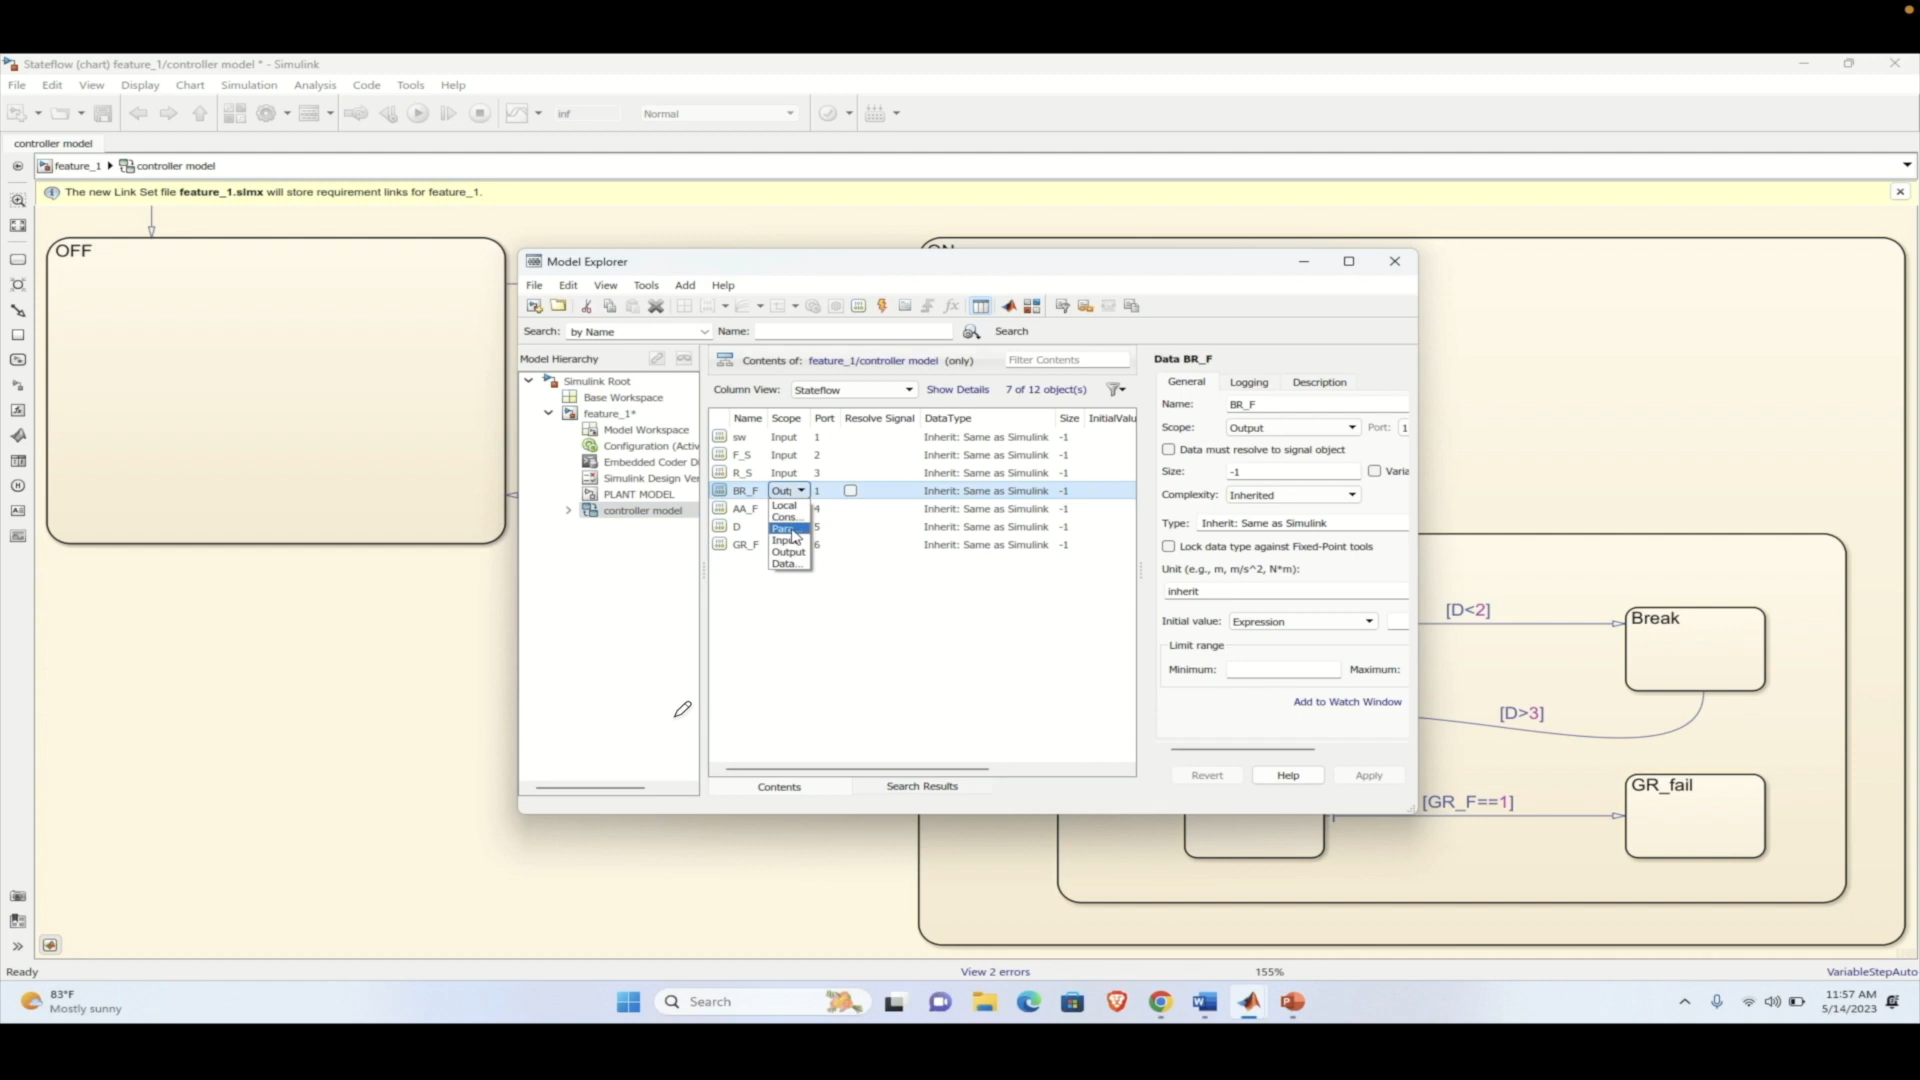 Stateflow (chart) feature_1/controller model * - Simulink
File Edit View Display Chart Simulation Analysis Code Tools Help
inf Normal
controller model
feature_1 controller model
The new Link Set file feature_1.slmx will store requirement links for feature_1.
OFF
Model Explorer
File Edit View Tools Add Help
Search: by Name Name: Search
Model Hierarchy
Simulink Root
Base Workspace
feature_1*
Model Workspace
Configuration (Activ
Embedded Coder D
Simulink Design Ver
PLANT MODEL
controller model
Contents of: feature_1/controller model (only) Filter Contents
Column View: Stateflow Show Details 7 of 12 object(s)
Name Scope Port Resolve Signal DataType Size InitialValu
sw Input 1 Inherit: Same as Simulink -1
F_S Input 2 Inherit: Same as Simulink -1
R_S Input 3 Inherit: Same as Simulink -1
BR_F Outp 1 Inherit: Same as Simulink -1
AA_F 4 Inherit: Same as Simulink -1
D 5 Inherit: Same as Simulink -1
GR_F 6 Inherit: Same as Simulink -1
Local
Cons...
Output
Data...
Contents Search Results
Data BR_F
General Logging Description
Name: BR_F
Scope: Output Port: 1
Data must resolve to signal object
Size: -1 Varia
Complexity: Inherited
Type: Inherit: Same as Simulink
Lock data type against Fixed-Point tools
Unit (e.g., m, m/s^2, N*m):
inherit
Initial value: Expression
Limit range
Minimum: Maximum:
Add to Watch Window
Revert Help Apply
[D<2]
Break
[D>3]
[GR_F==1]
GR_fail
Ready View 2 errors 155% VariableStepAuto
83°F
Mostly sunny
Search
11:57 AM
5/14/2023